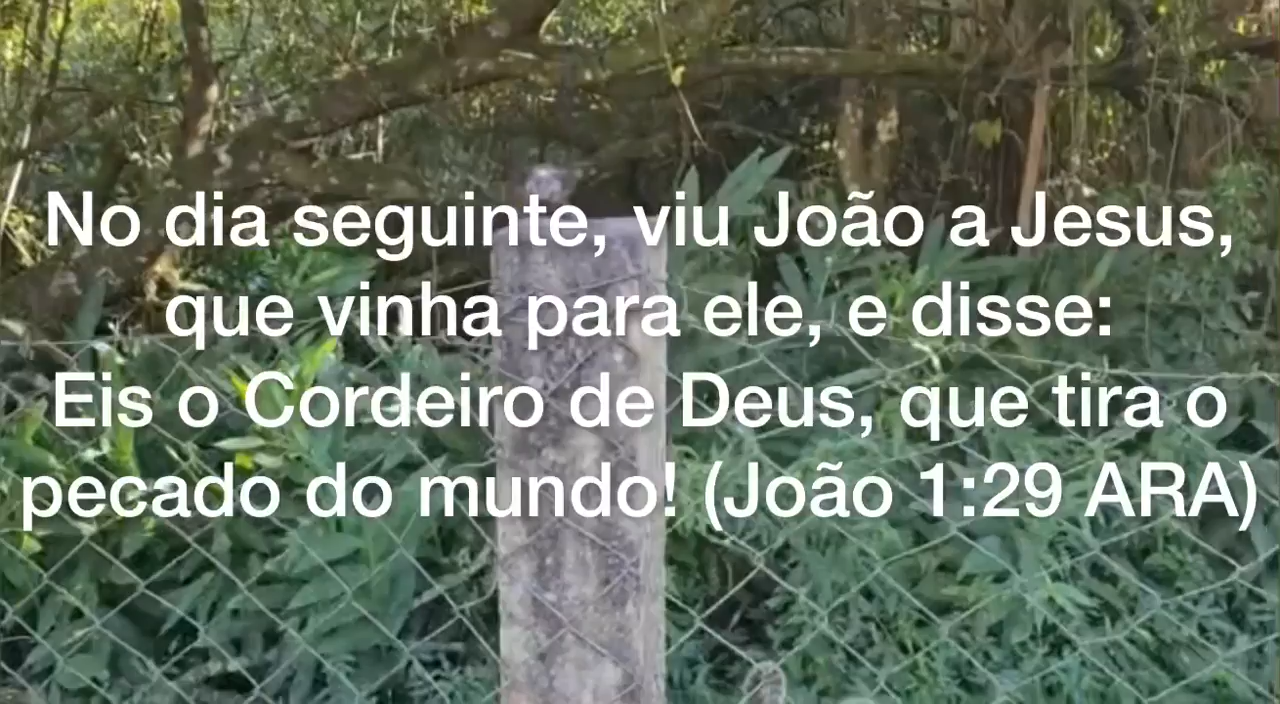 No dia seguinte, viu João a Jesus,
que vinha para ele, e disse:
Eis o Cordeiro de Deus, que tira o
pecado do mundo! (João 1:29 ARA)